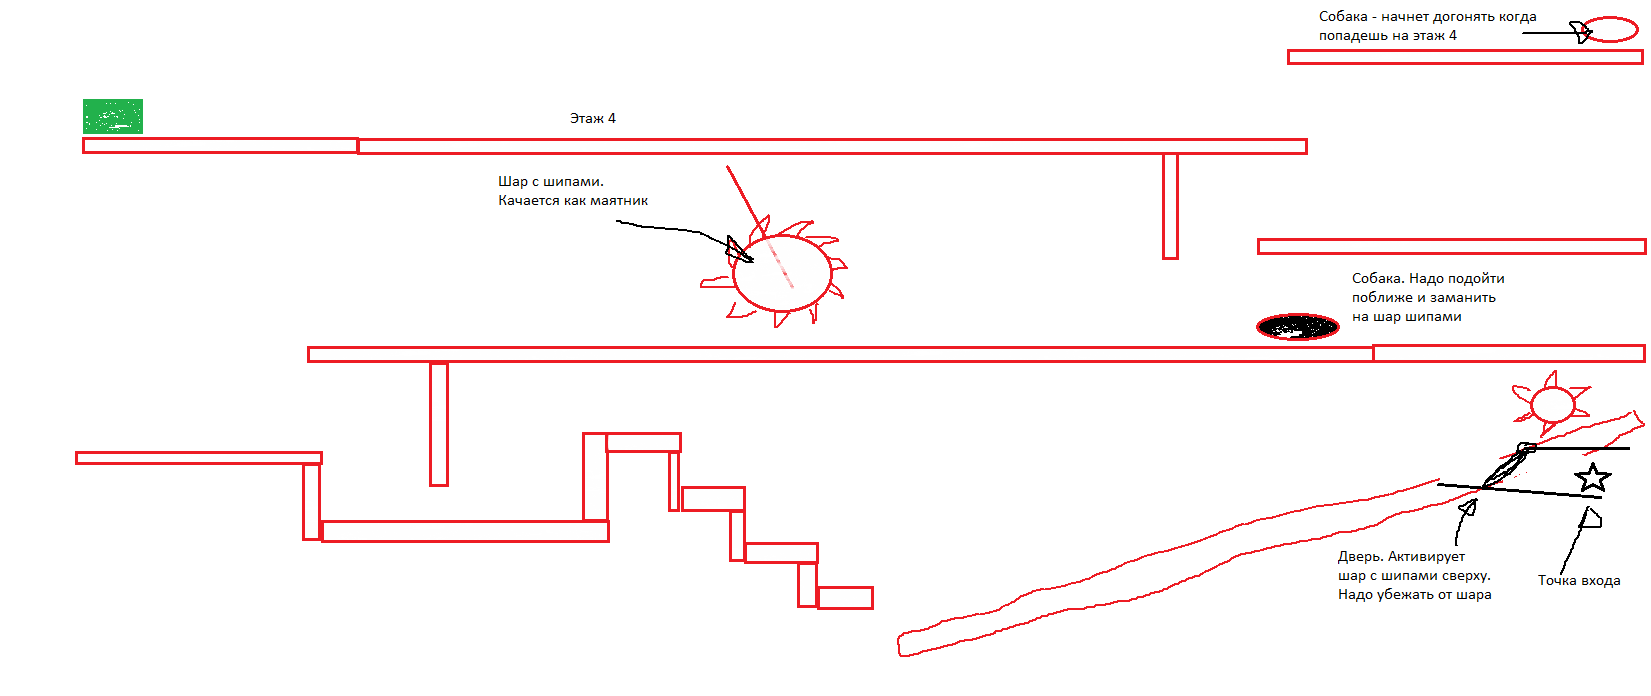 Собака - начнет догонять когда
попадешь на этаж 4
Этаж 4
Шар с шипами.
Качается как маятник
Собака. Надо подойти
поближе и заманить
на шар шипами
Дверь. Активирует
шар с шипами сверху.
Надо убежать от шара
Точка входа